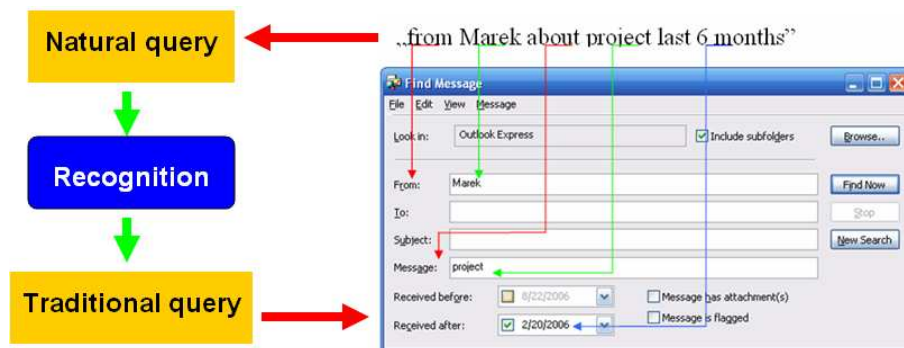 Natural query
„from Marek about project last 6 months”
Find Message
File Edit View Message
Look in: Outlook Express Include subfolders Browse..
Recognition
From: Marek Find Now
To: Stop
Subject: New Search
Message: project
Traditional query
Received before: 8/22/2006 Message has attachment(s)
Received after: 2/20/2006 Message is flagged